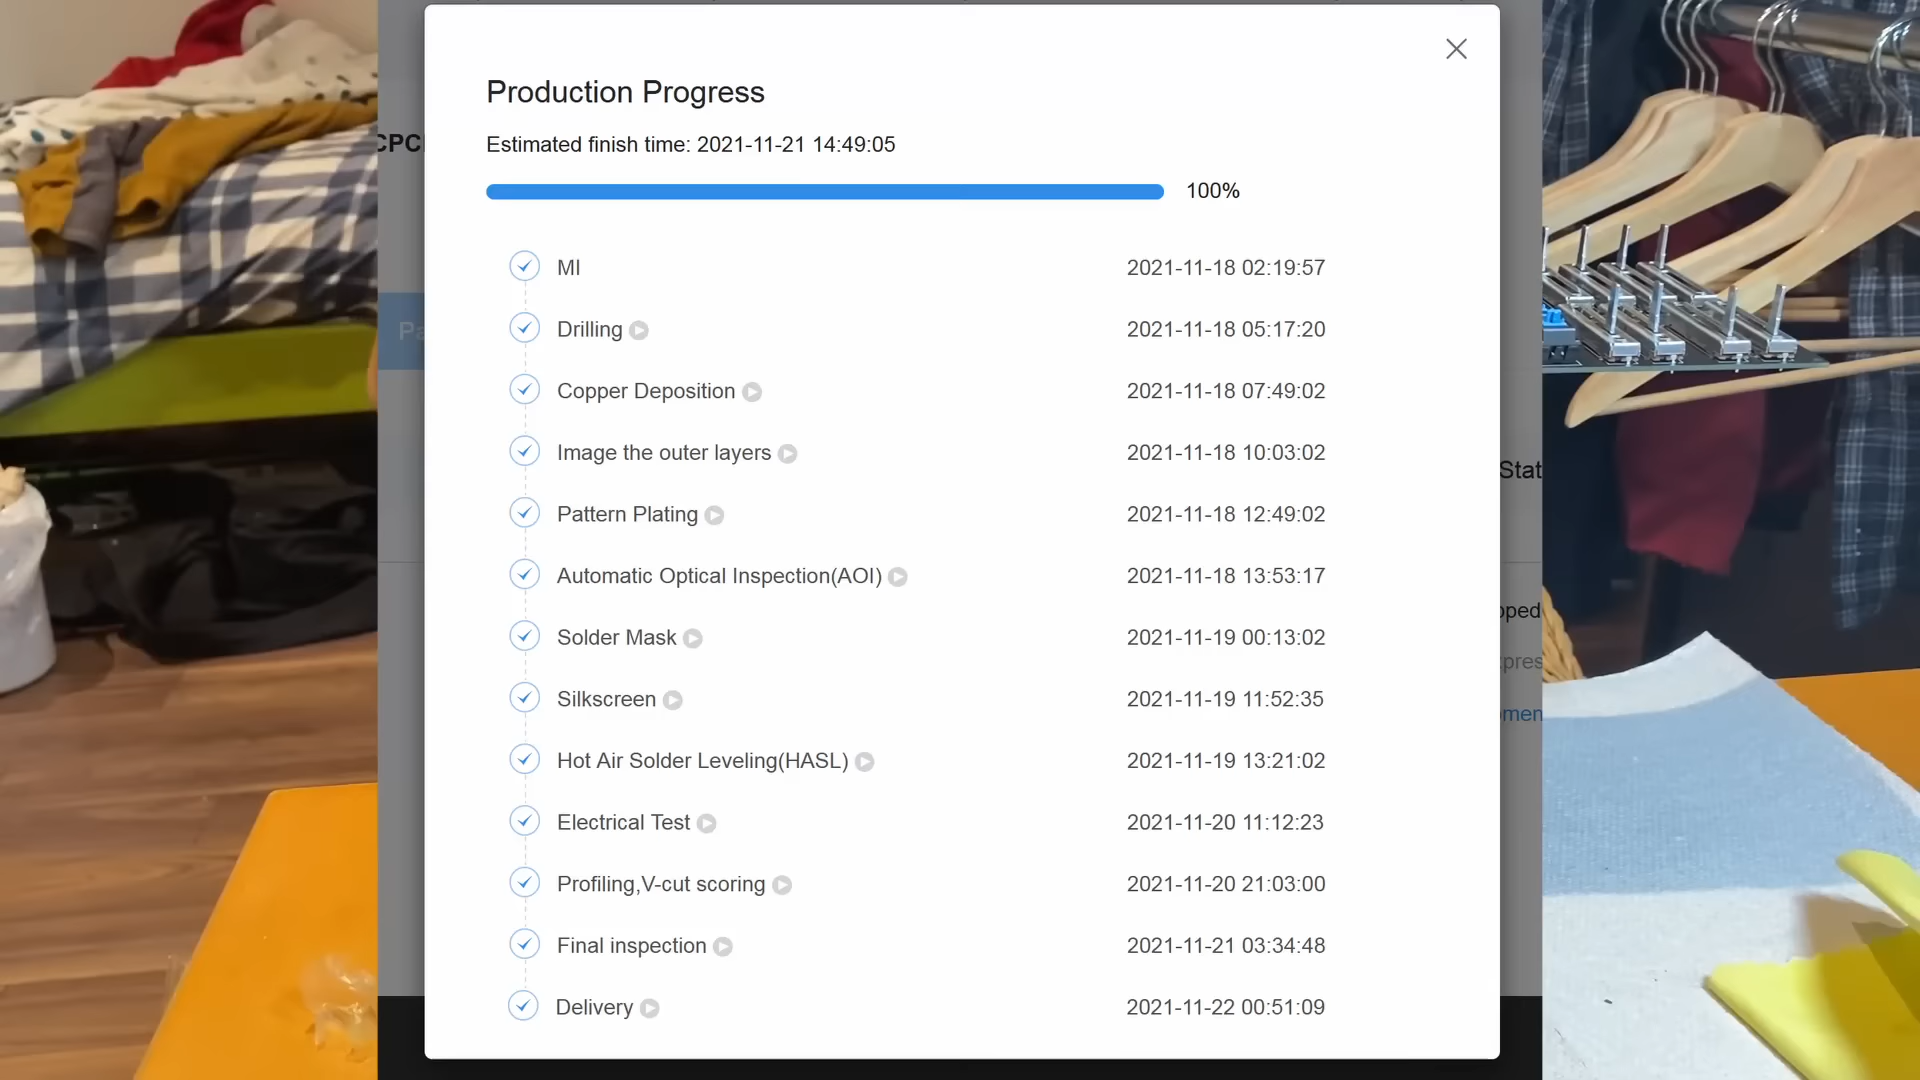 Production Progress
Estimated finish time: 2021-11-21 14:49:05
100%
MI 2021-11-18 02:19:57
Drilling 2021-11-18 05:17:20
Copper Deposition 2021-11-18 07:49:02
Image the outer layers 2021-11-18 10:03:02
Pattern Plating 2021-11-18 12:49:02
Automatic Optical Inspection(AOI) 2021-11-18 13:53:17
Solder Mask 2021-11-19 00:13:02
Silkscreen 2021-11-19 11:52:35
Hot Air Solder Leveling(HASL) 2021-11-19 13:21:02
Electrical Test 2021-11-20 11:12:23
Profiling,V-cut scoring 2021-11-20 21:03:00
Final inspection 2021-11-21 03:34:48
Delivery 2021-11-22 00:51:09